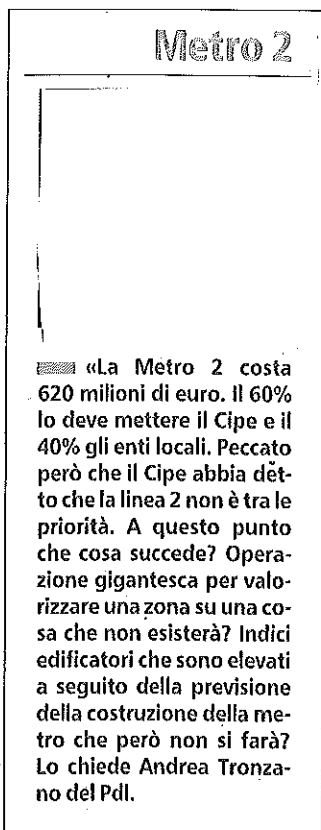 Metro 2
«La Metro 2 costa
620 milioni di euro. Il 60%
lo deve mettere il Cipe e il
40% gli enti locali. Peccato
però che il Cipe abbia det-
to che la linea 2 non è tra le
priorità. A questo punto
che cosa succede? Opera-
zione gigantesca per valo-
rizzare una zona su una co-
sa che non esisterà? Indici
edificatori che sono elevati
a seguito della previsione
della costruzione della me-
tro che però non si farà?
Lo chiede Andrea Tronza-
no del Pdl.